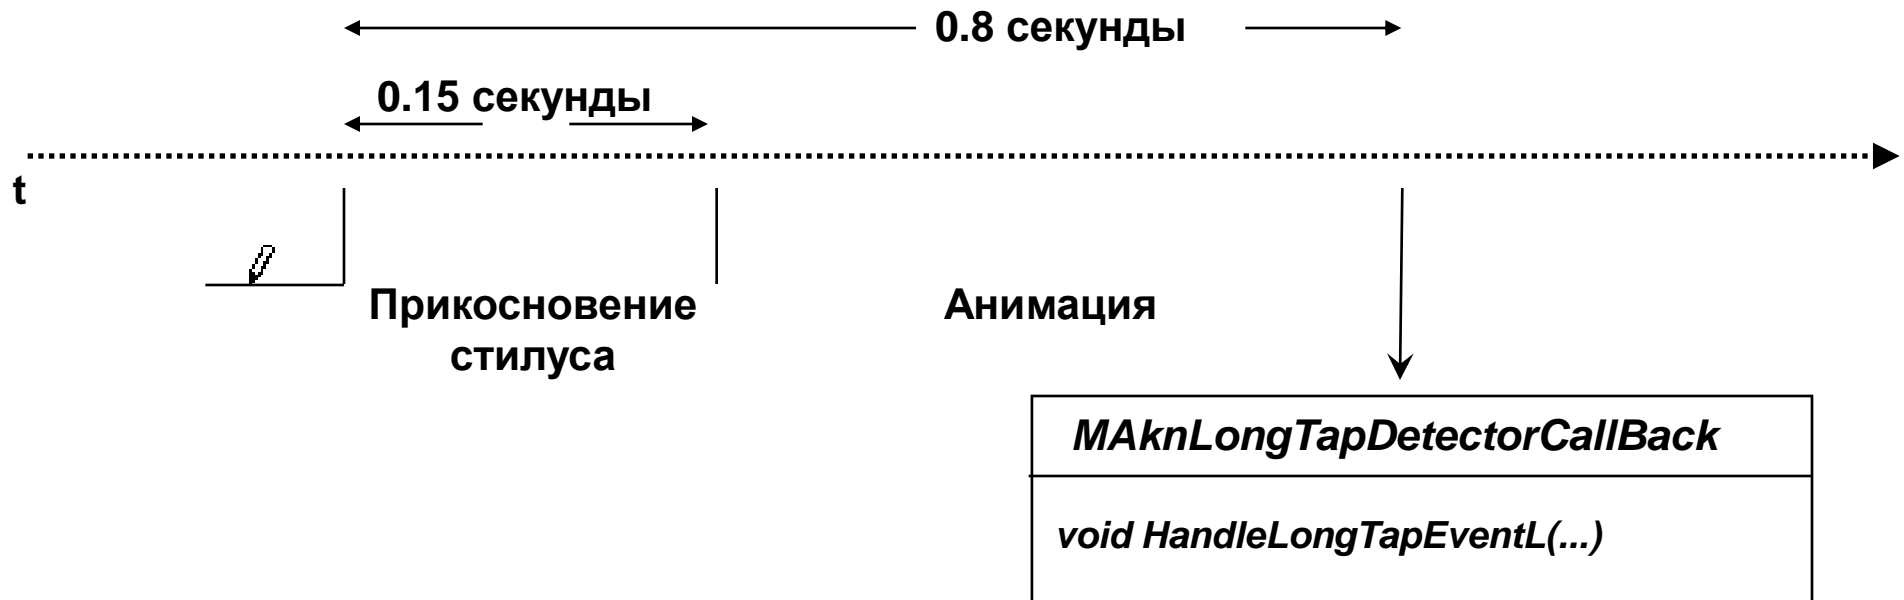 0.8 секунды
0.15 секунды
t
Прикосновение
стилуса
Анимация
MAknLongTapDetectorCallBack
void HandleLongTapEventL(...)